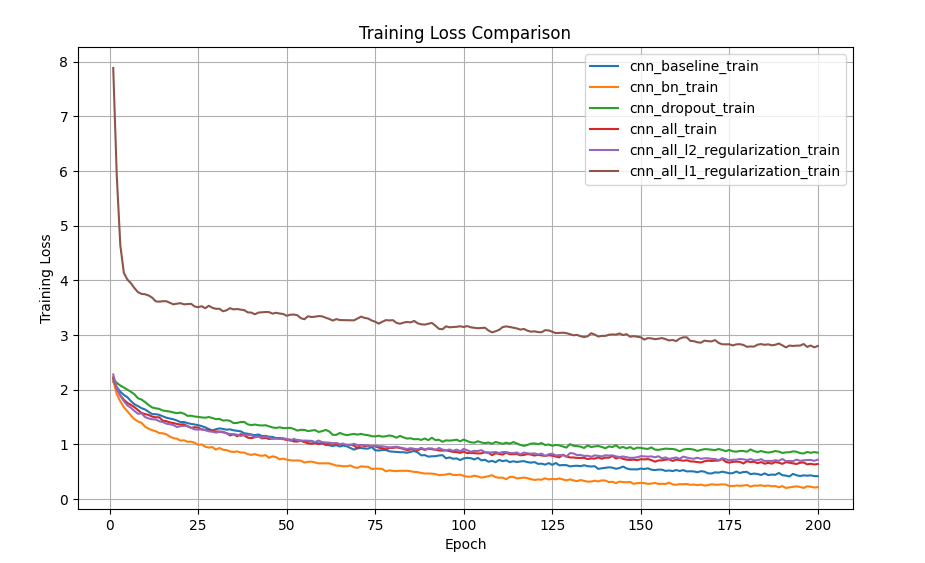 Training Loss Comparison
cnn_baseline_train
cnn_bn_train
cnn_dropout_train
cnn_all_train
cnn_all_l2_regularization_train
cnn_all_l1_regularization_train
Training Loss
8
7
6
5
4
3
2
1
0
0 25 50 75 100 125 150 175 200
Epoch